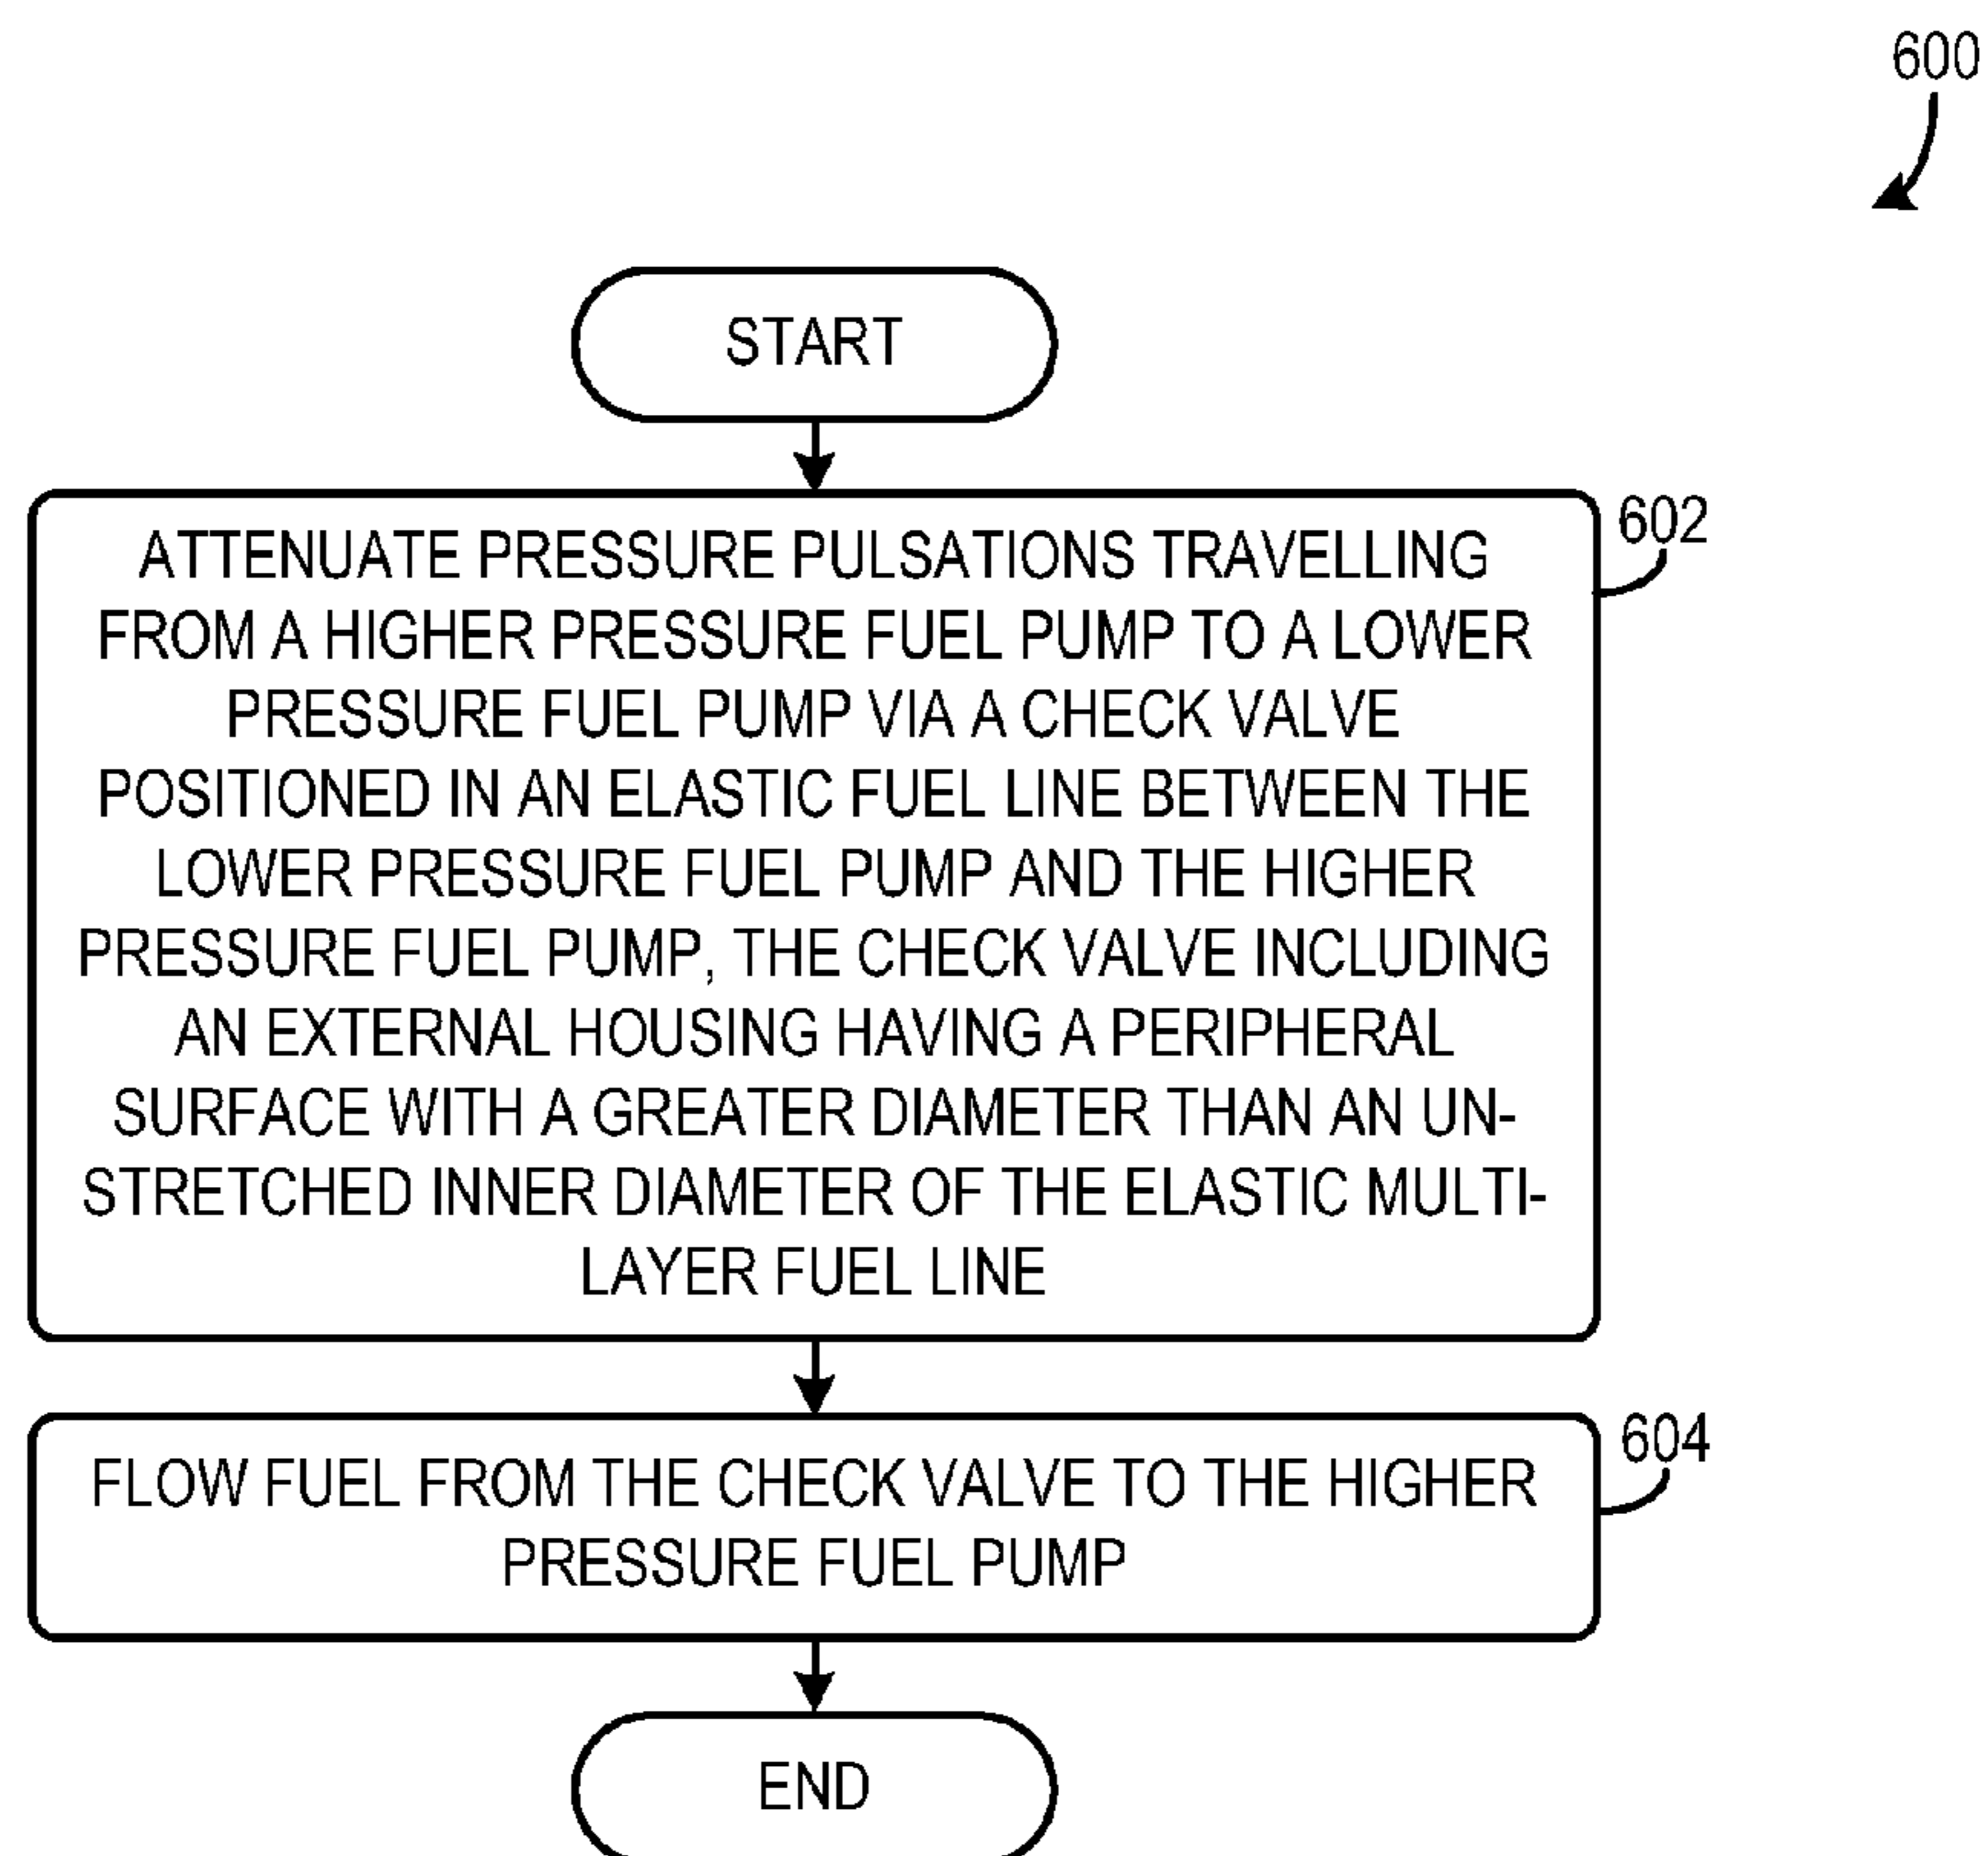 600
START
602
ATTENUATE PRESSURE PULSATIONS TRAVELLING
FROM A HIGHER PRESSURE FUEL PUMP TO A LOWER
PRESSURE FUEL PUMP VIA A CHECK VALVE
POSITIONED IN AN ELASTIC FUEL LINE BETWEEN THE
LOWER PRESSURE FUEL PUMP AND THE HIGHER
PRESSURE FUEL PUMP, THE CHECK VALVE INCLUDING
AN EXTERNAL HOUSING HAVING A PERIPHERAL
SURFACE WITH A GREATER DIAMETER THAN AN UN-
STRETCHED INNER DIAMETER OF THE ELASTIC MULTI-
LAYER FUEL LINE
604
FLOW FUEL FROM THE CHECK VALVE TO THE HIGHER
PRESSURE FUEL PUMP
END